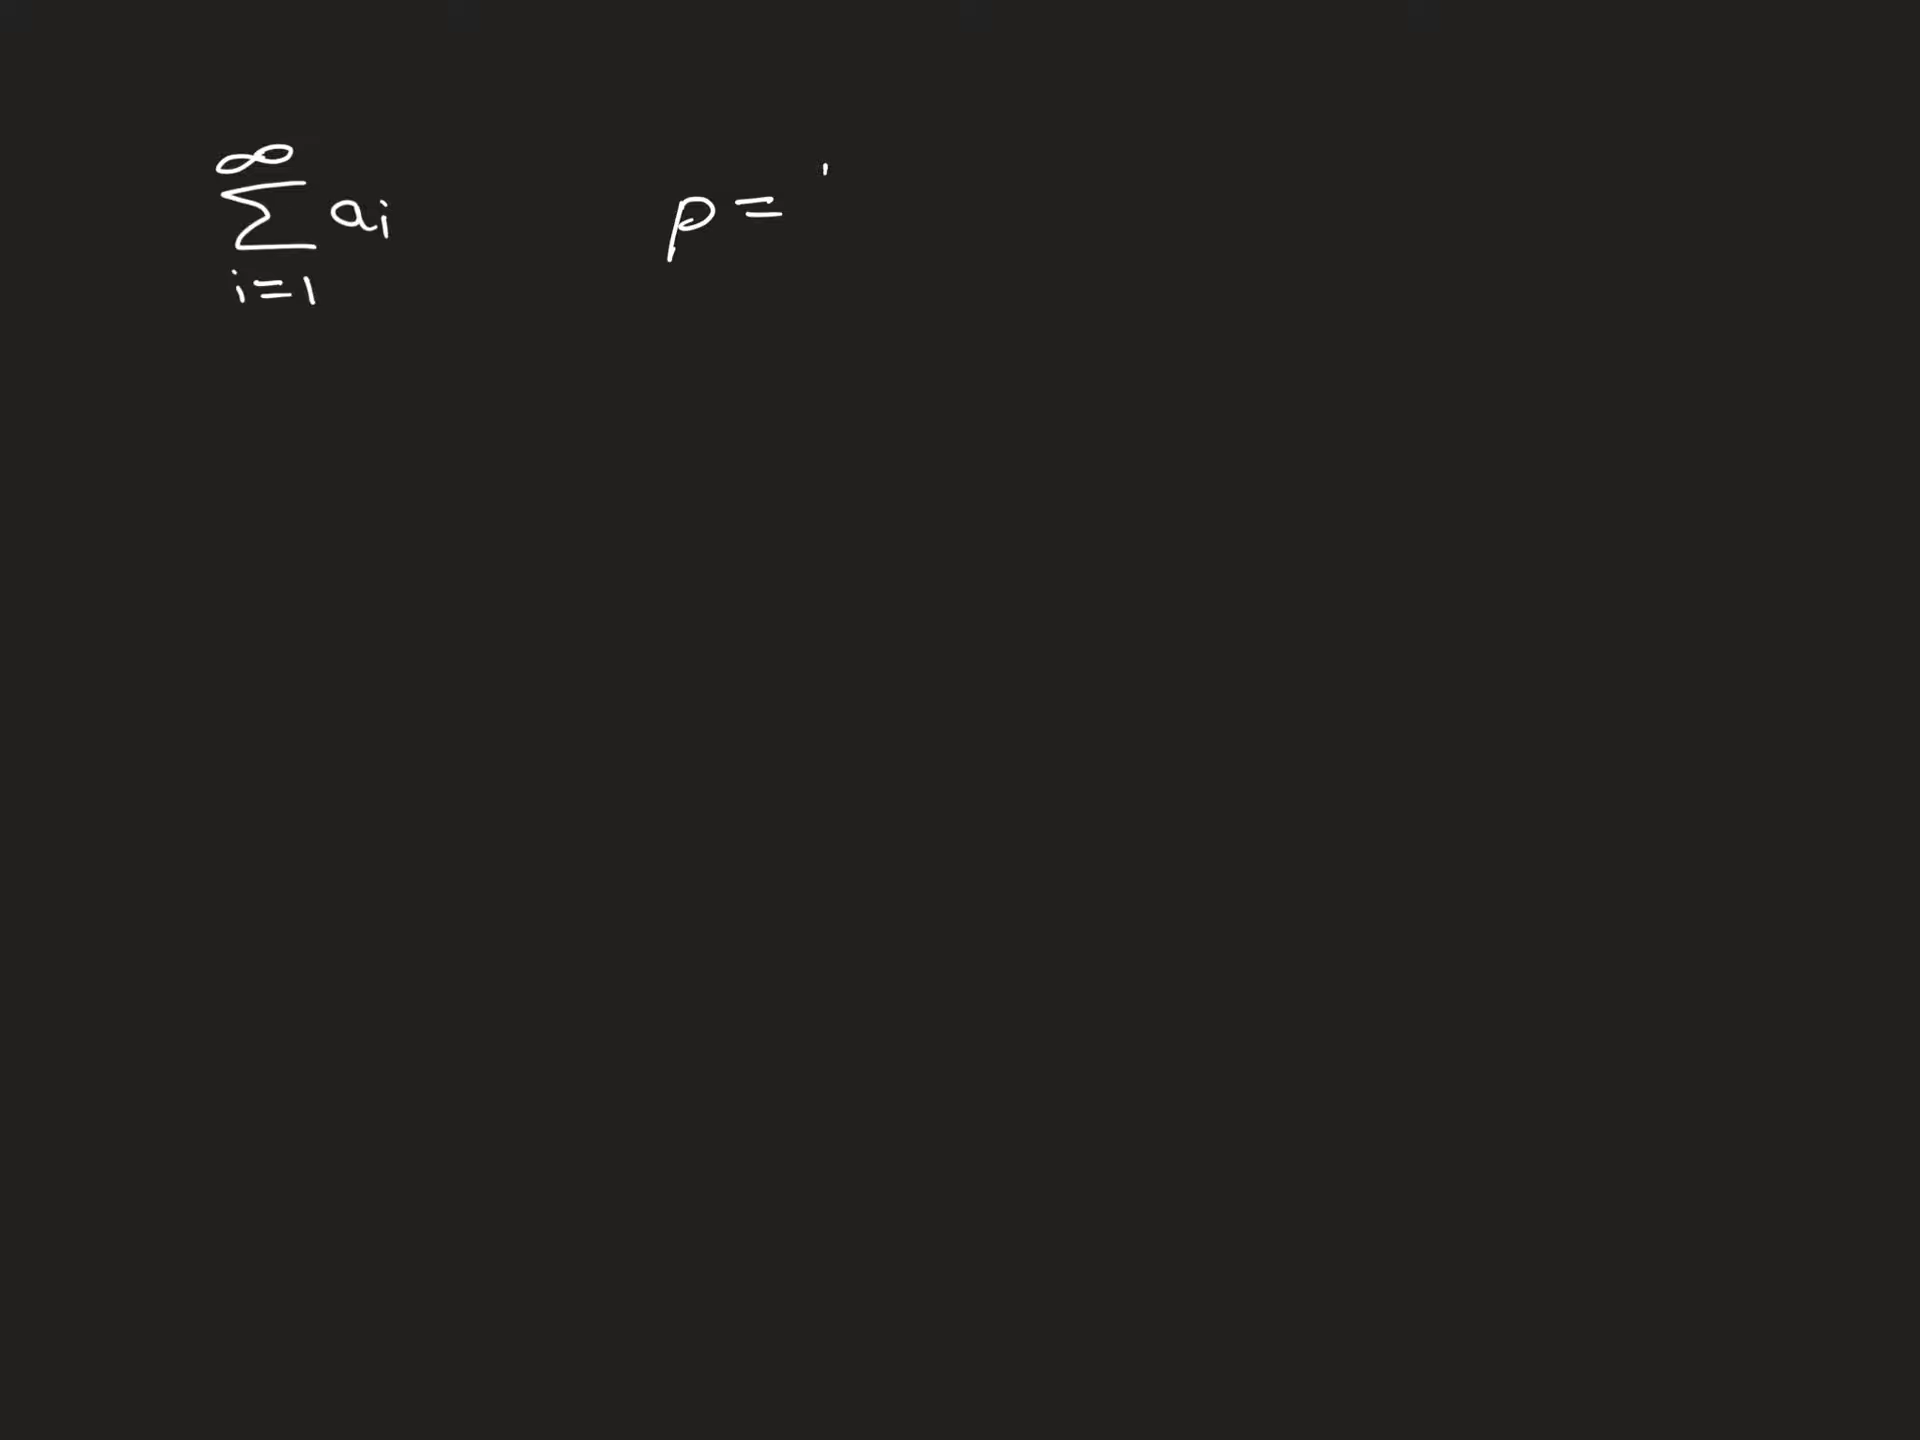 ∞
∑ aᵢ p = '
i=1